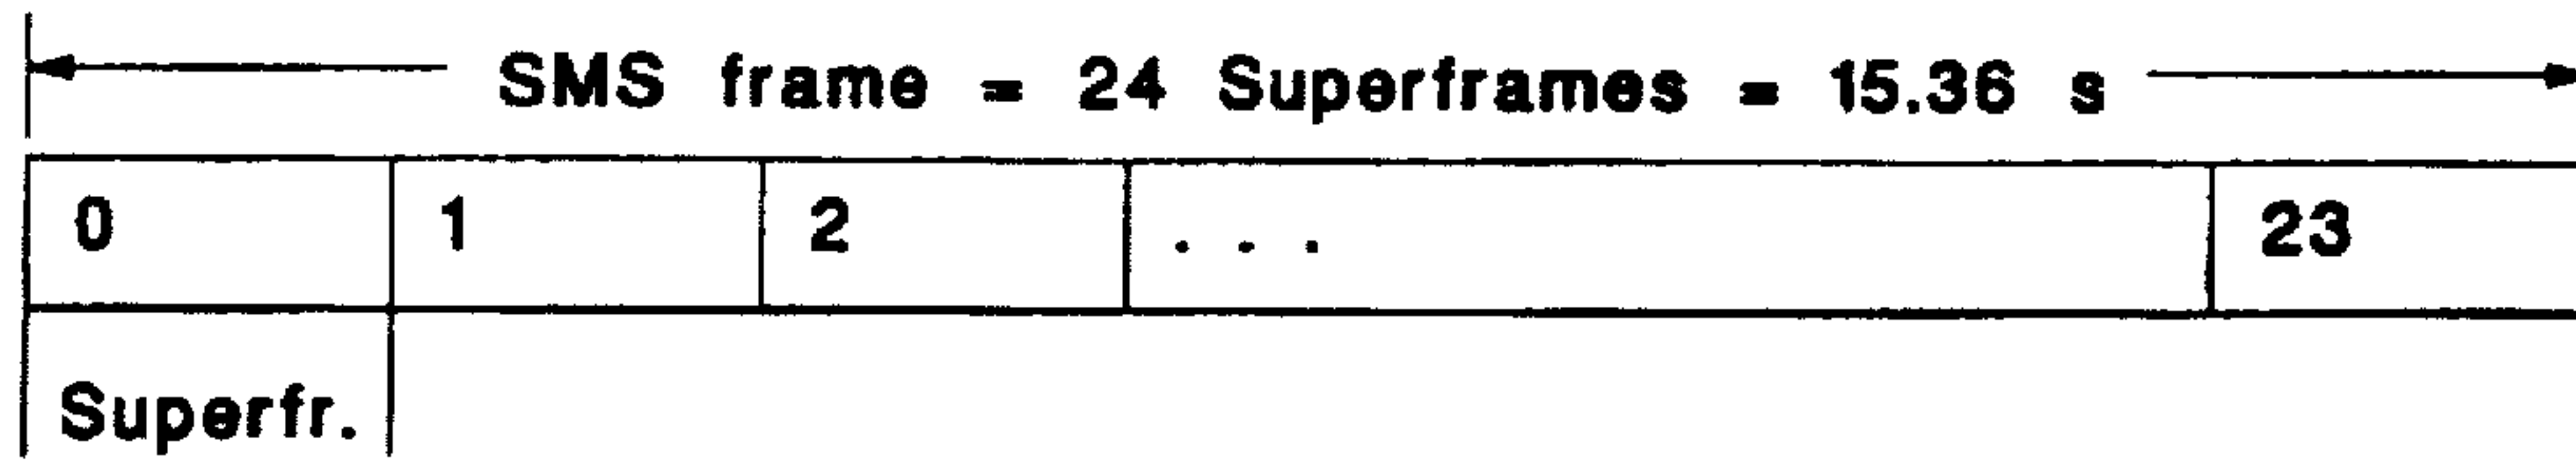 SMS frame = 24 Superframes = 15.36 s
0 1 2 . . . 23
Superfr.